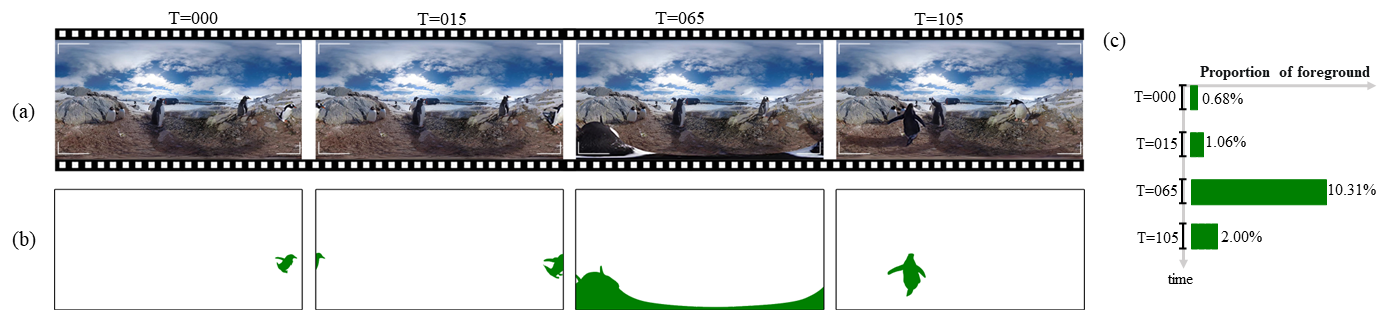 T=000
T=015
T=065
T=105
(a)
(b)
(c)
Proportion of foreground
T=000
0.68%
T=015
1.06%
T=065
10.31%
T=105
2.00%
time